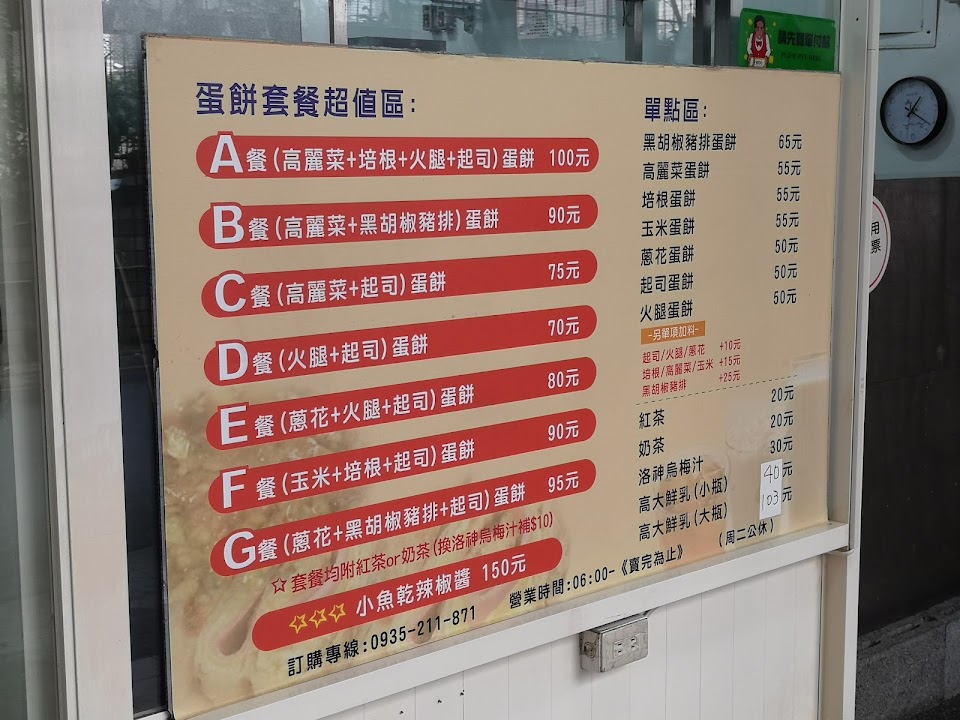 蛋餅套餐超值區:
A餐(高麗菜+培根+火腿+起司)蛋餅 100元
B餐(高麗菜+黑胡椒豬排)蛋餅 90元
C餐(高麗菜+起司)蛋餅 75元
D餐(火腿+起司)蛋餅 70元
E餐(蔥花+火腿+起司)蛋餅 80元
F餐(玉米+培根+起司)蛋餅 90元
G餐(蔥花+黑胡椒豬排+起司)蛋餅 95元
☆套餐均附紅茶or奶茶(換洛神烏梅汁補$10)
☆☆☆ 小魚乾辣椒醬 150元
訂購專線:0935-211-871
營業時間:06:00-《賣完為止》
(周二公休)
單點區:
黑胡椒豬排蛋餅 65元
高麗菜蛋餅 55元
培根蛋餅 55元
玉米蛋餅 55元
蔥花蛋餅 50元
起司蛋餅 50元
火腿蛋餅 50元
-另單項加料-
起司/火腿/蔥花 +10元
培根/高麗菜/玉米 +15元
黑胡椒豬排 +25元
紅茶 20元
奶茶 20元
洛神烏梅汁 30元
高大鮮乳(小瓶) 40元
高大鮮乳(大瓶) 103元
用
票